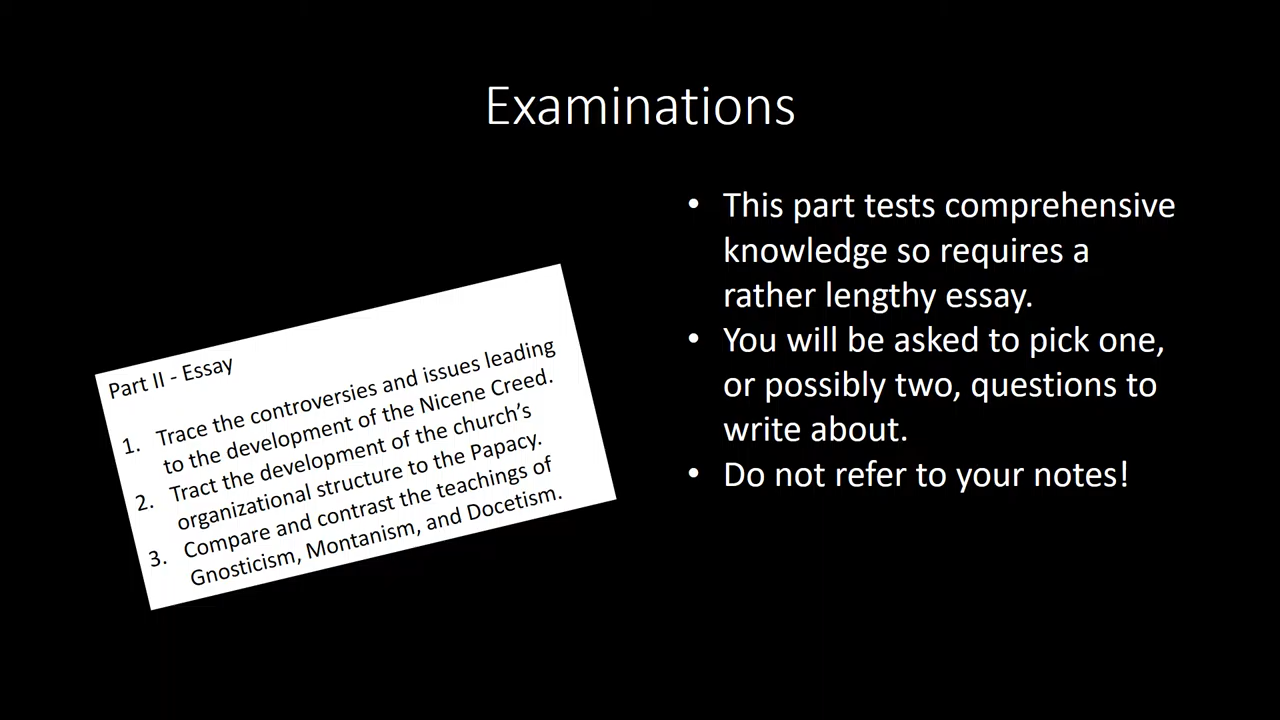 Examinations
Part II - Essay
1. Trace the controversies and issues leading
to the development of the Nicene Creed.
2. Tract the development of the church’s
organizational structure to the Papacy.
3. Compare and contrast the teachings of
Gnosticism, Montanism, and Docetism.
• This part tests comprehensive
knowledge so requires a
rather lengthy essay.
• You will be asked to pick one,
or possibly two, questions to
write about.
• Do not refer to your notes!